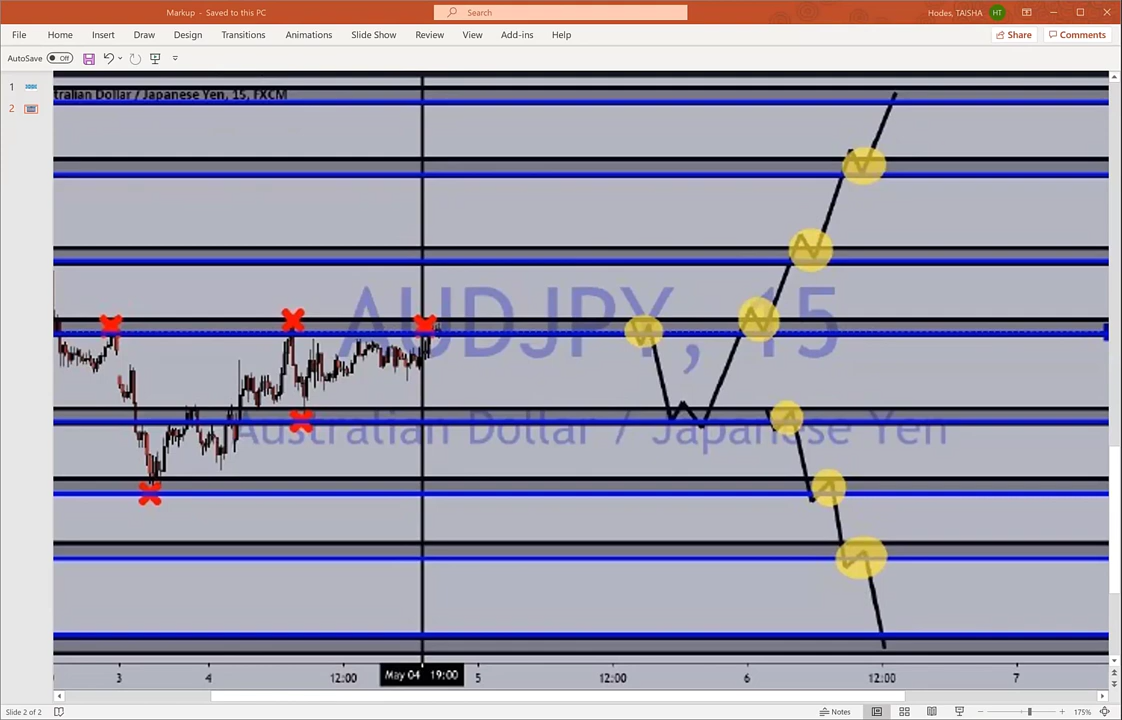 Markup - Saved to this PC
Search
Hodes, TAISHA
HT
File Home Insert Draw Design Transitions Animations Slide Show Review View Add-ins Help
Share
Comments
AutoSave Off
1
2
tralian Dollar / Japanese Yen, 15, FXCM
AUDJPY, 15
Australian Dollar / Japanese Yen
3 4 12:00 May 04 19:00 5 12:00 6 12:00 7
Slide 2 of 2
Notes
175%